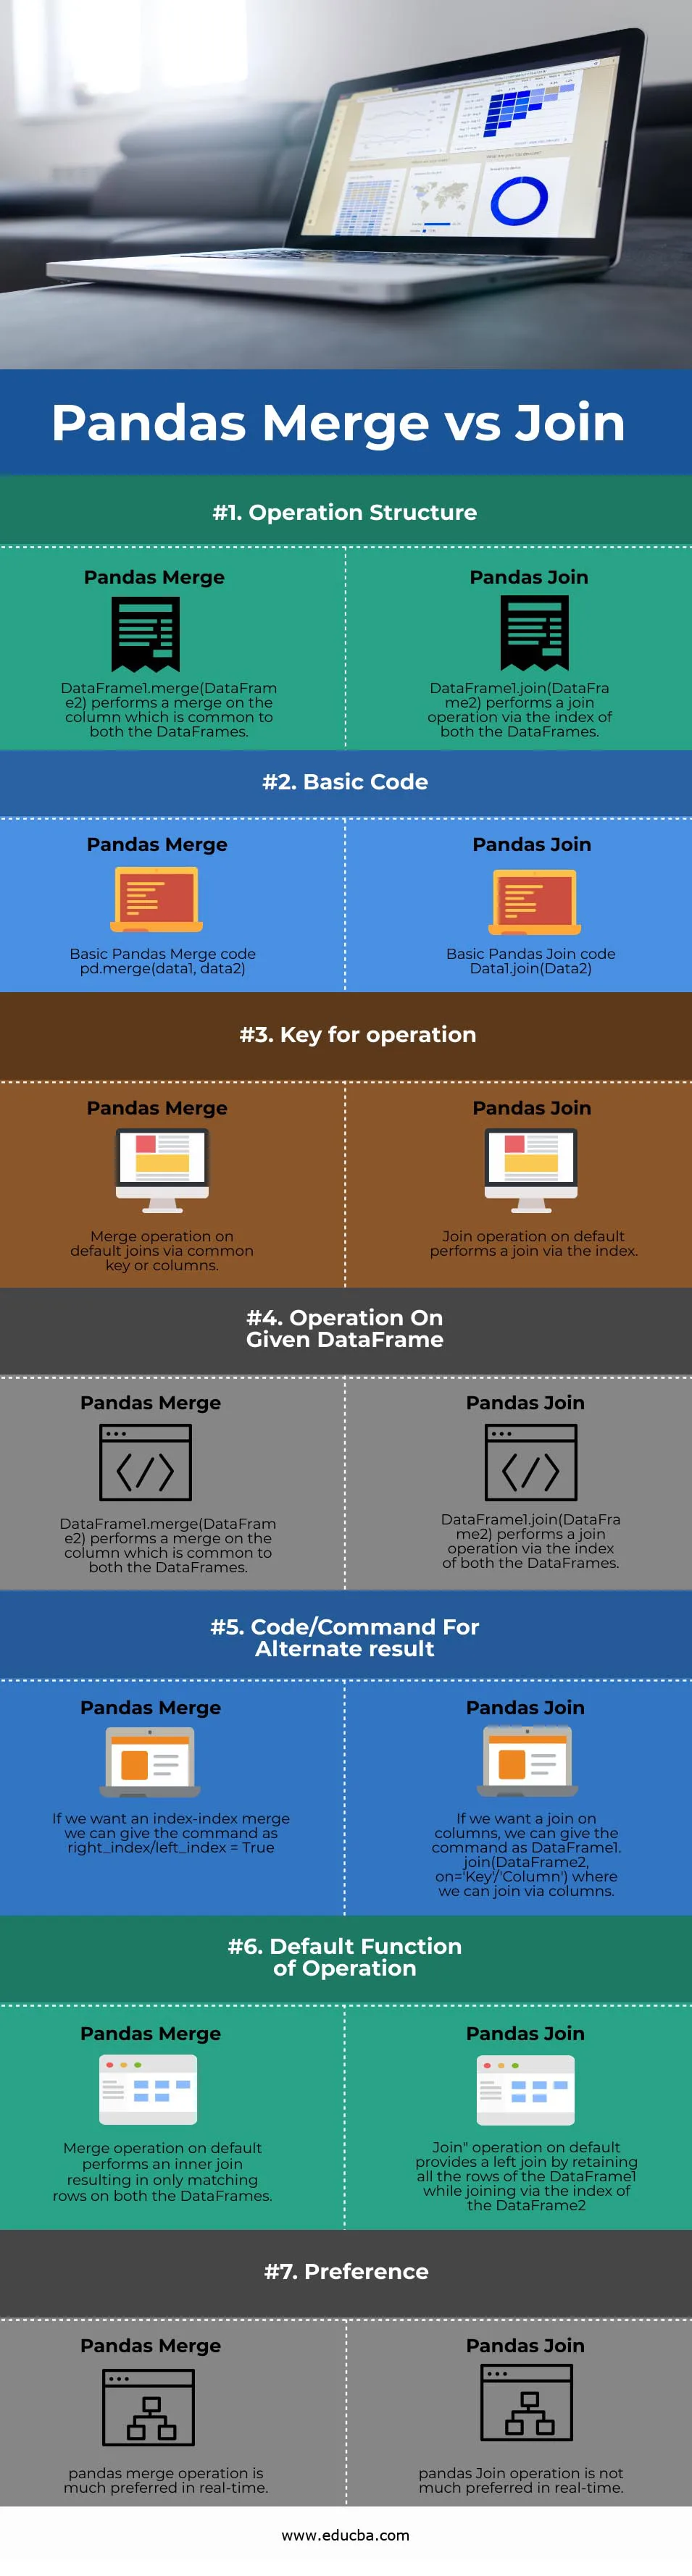 Pandas Merge vs Join
#1. Operation Structure
Pandas Merge
DataFrame1.merge(DataFram
e2) performs a merge on the
column which is common to
both the DataFrames.
Pandas Join
DataFrame1.join(DataFra
me2) performs a join
operation via the index of
both the DataFrames.
#2. Basic Code
Pandas Merge
Basic Pandas Merge code
pd.merge(data1, data2)
Pandas Join
Basic Pandas Join code
Data1.join(Data2)
#3. Key for operation
Pandas Merge
Merge operation on
default joins via common
key or columns.
Pandas Join
Join operation on default
performs a join via the index.
#4. Operation On
Given DataFrame
Pandas Merge
DataFrame1.merge(DataFram
e2) performs a merge on the
column which is common to
both the DataFrames.
Pandas Join
DataFrame1.join(DataFra
me2) performs a join
operation via the index
of both the DataFrames.
#5. Code/Command For
Alternate result
Pandas Merge
If we want an index-index merge
we can give the command as
right_index/left_index = True
Pandas Join
If we want a join on
columns, we can give the
command as DataFrame1.
join(DataFrame2,
on='Key'/'Column') where
we can join via columns.
#6. Default Function
of Operation
Pandas Merge
Merge operation on default
performs an inner join
resulting in only matching
rows on both the DataFrames.
Pandas Join
Join" operation on default
provides a left join by retaining
all the rows of the DataFrame1
while joining via the index of
the DataFrame2
#7. Preference
Pandas Merge
pandas merge operation is
much preferred in real-time.
Pandas Join
pandas Join operation is not
much preferred in real-time.
www.educba.com